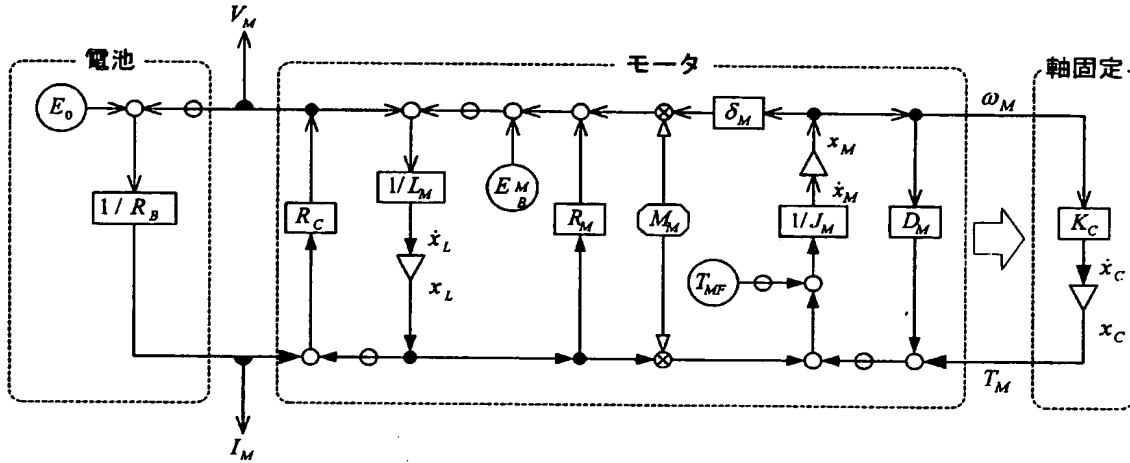 V_M
電池
モータ
軸固定
E_0
δ_M
ω_M
x_M
1/R_B
R_C
1/L_M
E_B^M
R_M
M_M
ẋ_M
1/J_M
D_M
K_C
ẋ_L
ẋ_C
x_L
T_MF
x_C
T_M
I_M